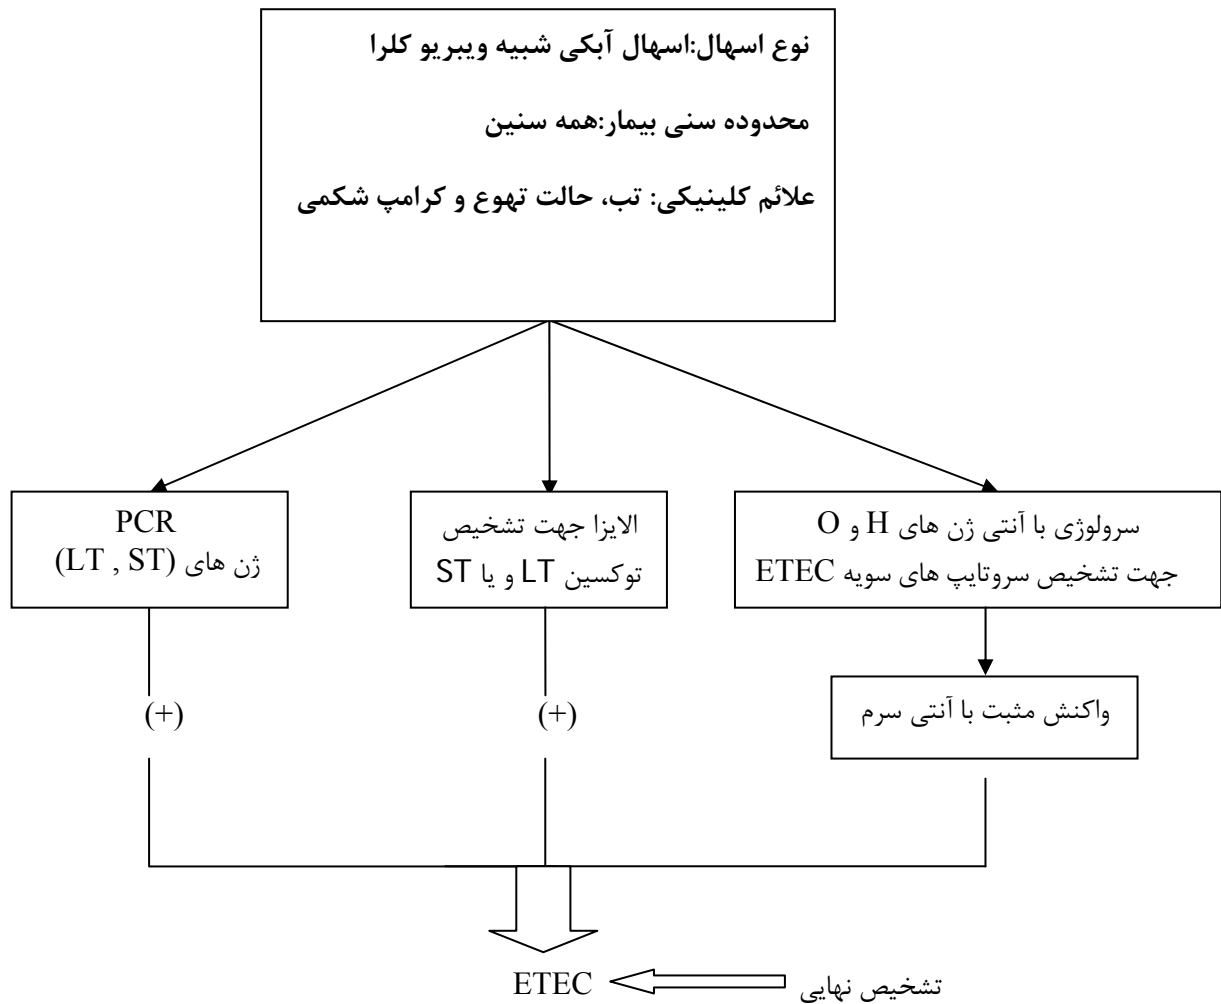 نوع اسهال:اسهال آبکی شبیه ویبریو کلرا
محدوده سنی بیمار:همه سنین
علائم کلینیکی: تب، حالت تهوع و کرامپ شکمی
سرولوژی با آنتی ژن های H و O
جهت تشخیص سروتایپ های سویه ETEC
الایزا جهت تشخیص
توکسین LT و یا ST
PCR
ژن های (LT , ST)
واکنش مثبت با آنتی سرم
(+)
(+)
تشخیص نهایی
ETEC